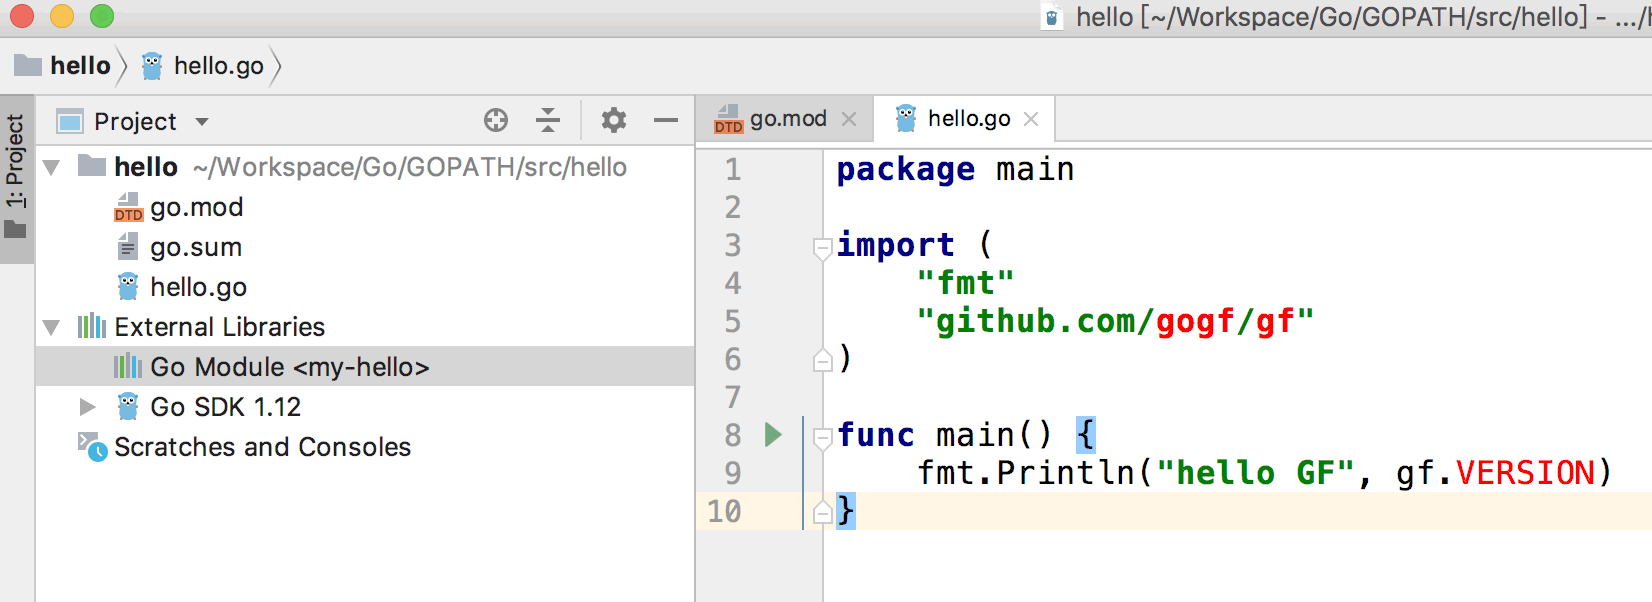 hello [~/Workspace/Go/GOPATH/src/hello] - .../
hello hello.go
1: Project
Project
hello ~/Workspace/Go/GOPATH/src/hello
DTD go.mod
go.sum
hello.go
External Libraries
Go Module <my-hello>
Go SDK 1.12
Scratches and Consoles
DTD go.mod hello.go
1 package main
2
3 import (
4 "fmt"
5 "github.com/gogf/gf"
6 )
7
8 func main() {
9 fmt.Println("hello GF", gf.VERSION)
10 }